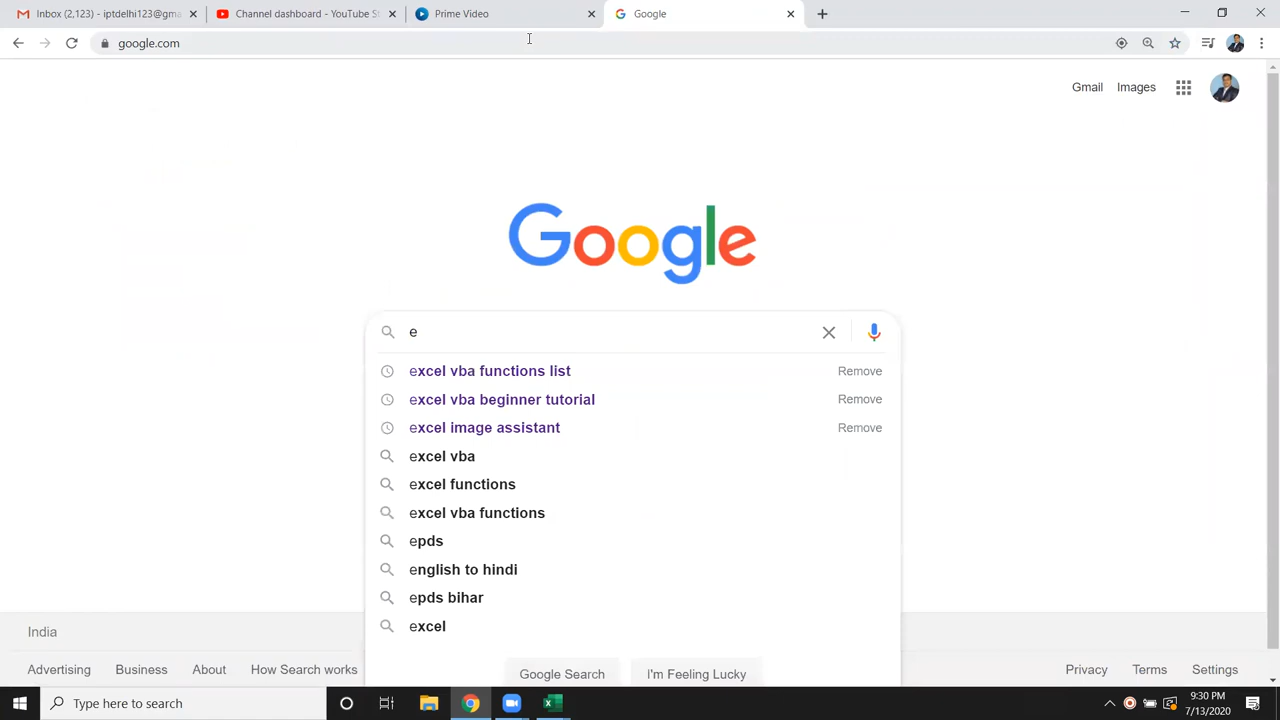 Inbox (2,123) - iptdelhi123@gm
Channel dashboard - YouTube St
Prime Video
Google
google.com
Gmail
Images
Google
e
excel vba functions list
Remove
excel vba beginner tutorial
Remove
excel image assistant
Remove
excel vba
excel functions
excel vba functions
epds
english to hindi
epds bihar
excel
Google Search
I'm Feeling Lucky
India
Advertising
Business
About
How Search works
Privacy
Terms
Settings
Type here to search
9:30 PM
7/13/2020